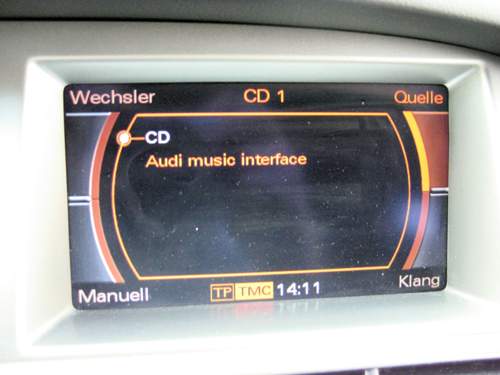 Wechsler CD 1 Quelle
CD
Audi music interface
Manuell TP TMC 14:11 Klang